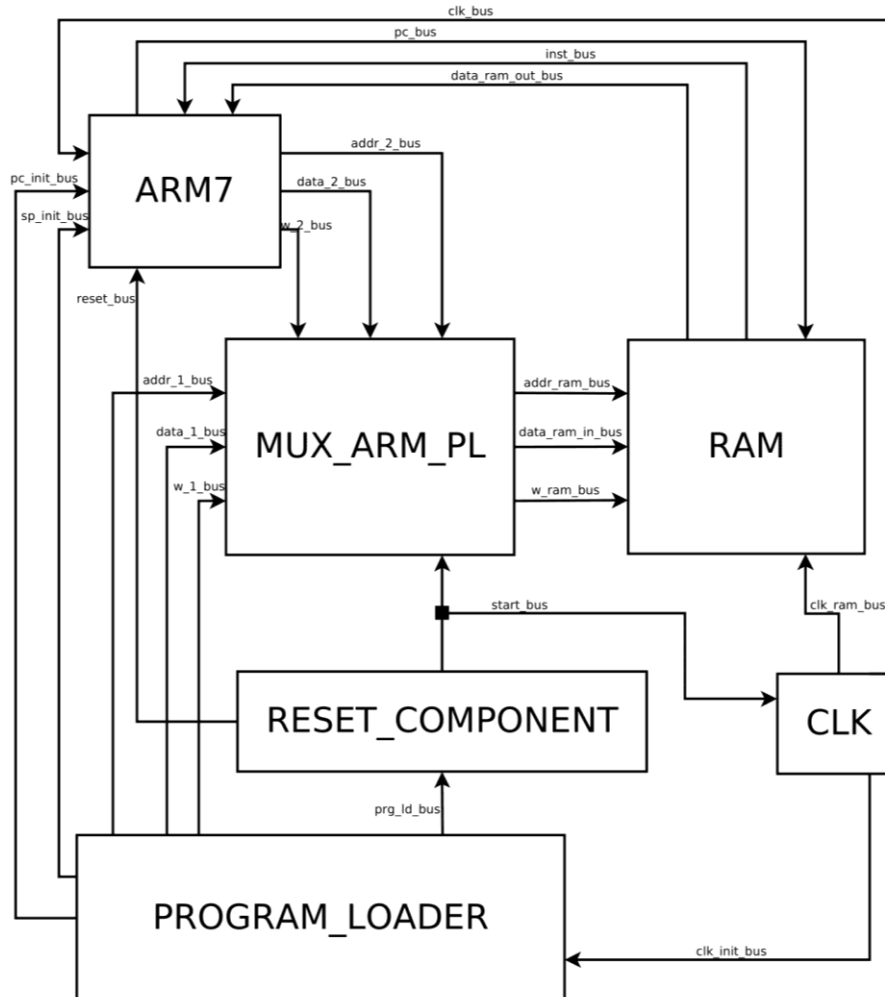 clk_bus
pc_bus
inst_bus
data_ram_out_bus
addr_2_bus
pc_init_bus
ARM7
data_2_bus
sp_init_bus
w_2_bus
reset_bus
addr_1_bus
addr_ram_bus
data_1_bus
MUX_ARM_PL
data_ram_in_bus
RAM
w_1_bus
w_ram_bus
start_bus
clk_ram_bus
RESET_COMPONENT
CLK
prg_ld_bus
PROGRAM_LOADER
clk_init_bus